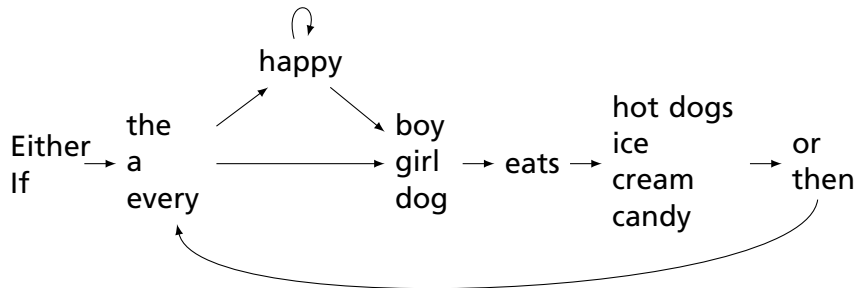 happy
Either
If
the
a
every
boy
girl
dog
eats
hot dogs
ice
cream
candy
or
then